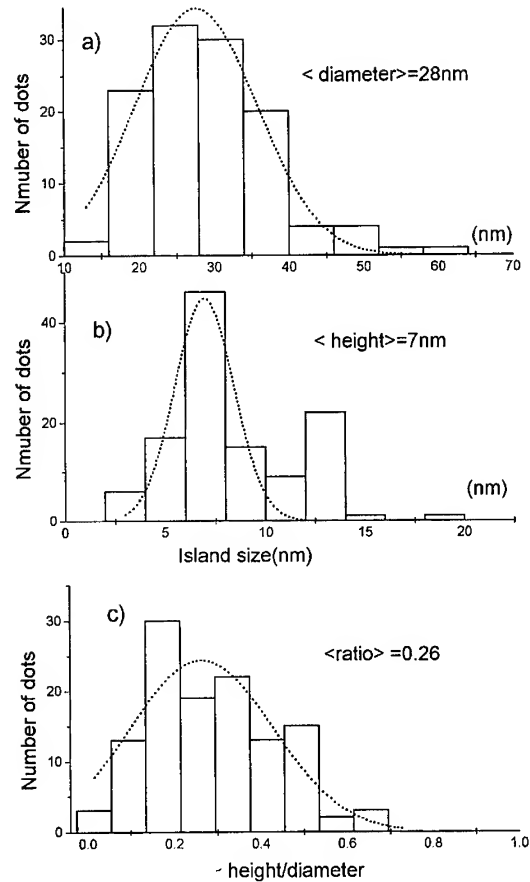 a)
< diameter>=28nm
Nmuber of dots
30
20
10
0
(nm)
10 20 30 40 50 60 70
b)
< height>=7nm
Nmuber of dots
40
20
0
(nm)
0 5 10 15 20
Island size(nm)
c)
<ratio> =0.26
Number of dots
30
20
10
0
0.0 0.2 0.4 0.6 0.8 1.0
height/diameter